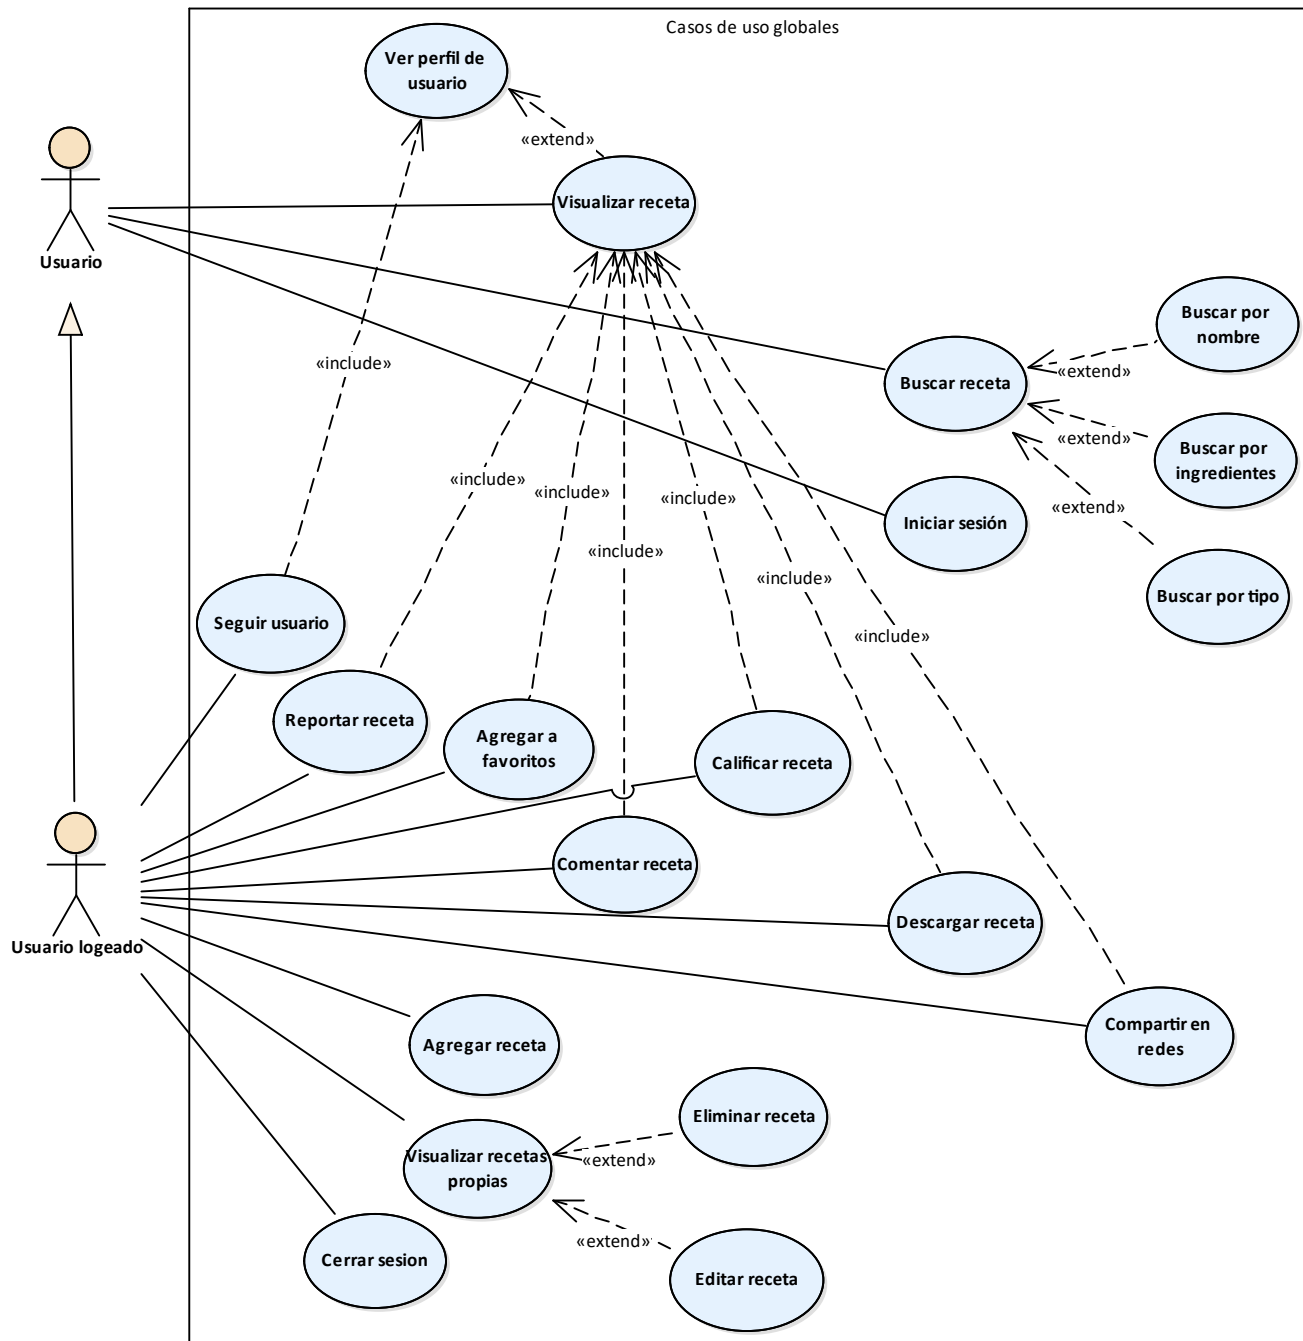 Casos de uso globales
Ver perfil de
usuario
«extend»
Visualizar receta
Usuario
Buscar por
nombre
«include»
«extend»
Buscar receta
«extend»
Buscar por
ingredientes
«include»
«include»
«include»
«extend»
Iniciar sesión
«include»
«include»
Buscar por tipo
Seguir usuario
«include»
Reportar receta
Agregar a
favoritos
Calificar receta
Comentar receta
Descargar receta
Usuario logeado
Compartir en
redes
Agregar receta
Eliminar receta
Visualizar recetas
propias
«extend»
«extend»
Cerrar sesion
Editar receta